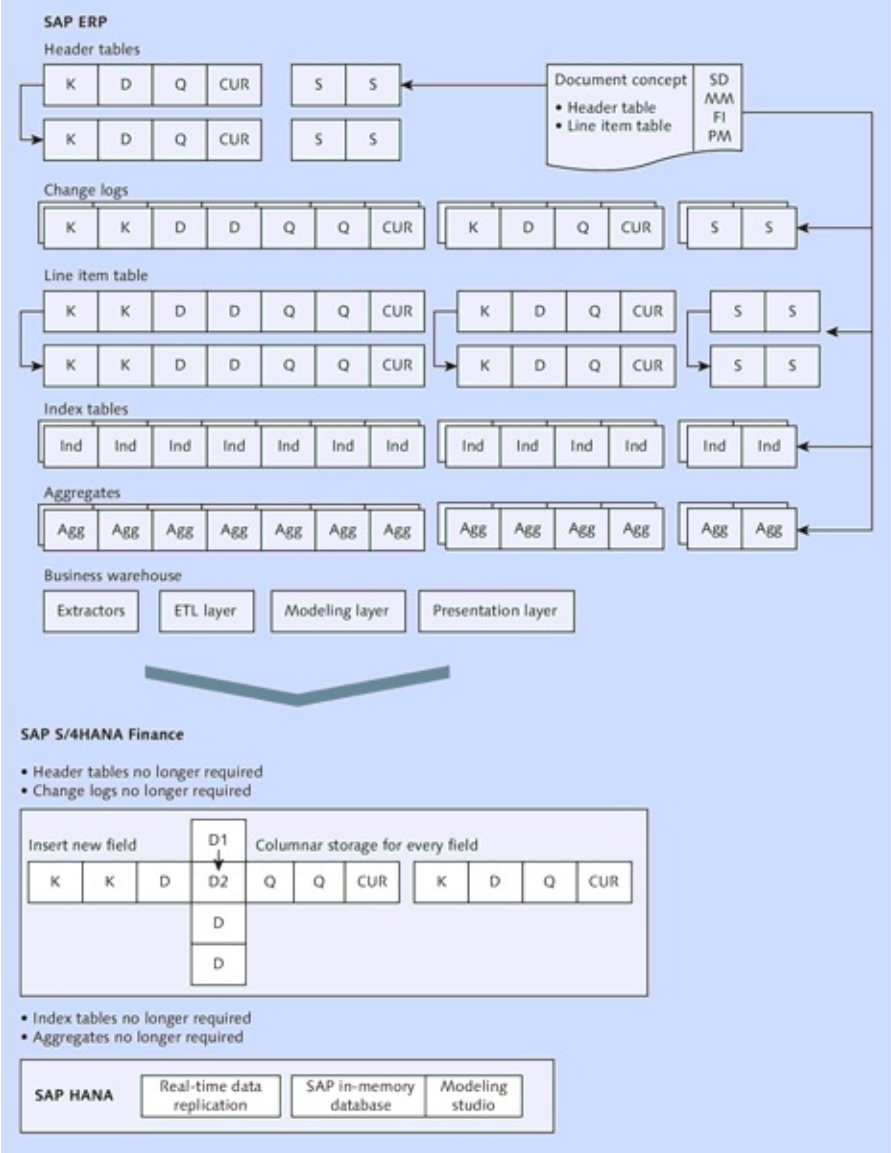 SAP ERP
Header tables
K D Q CUR S S
Document concept
• Header table
• Line item table
SD
MM
FI
PM
K D Q CUR S S
Change logs
K K D D Q Q CUR K D Q CUR S S
Line item table
K K D D Q Q CUR K D Q CUR S S
K K D D Q Q CUR K D Q CUR S S
Index tables
Ind Ind Ind Ind Ind Ind Ind Ind Ind Ind Ind Ind Ind
Aggregates
Agg Agg Agg Agg Agg Agg Agg Agg Agg Agg Agg Agg Agg
Business warehouse
Extractors ETL layer Modeling layer Presentation layer
SAP S/4HANA Finance
• Header tables no longer required
• Change logs no longer required
Insert new field D1 Columnar storage for every field
K K D D2 Q Q CUR K D Q CUR
D
D
• Index tables no longer required
• Aggregates no longer required
SAP HANA
Real-time data
replication
SAP in-memory
database
Modeling
studio